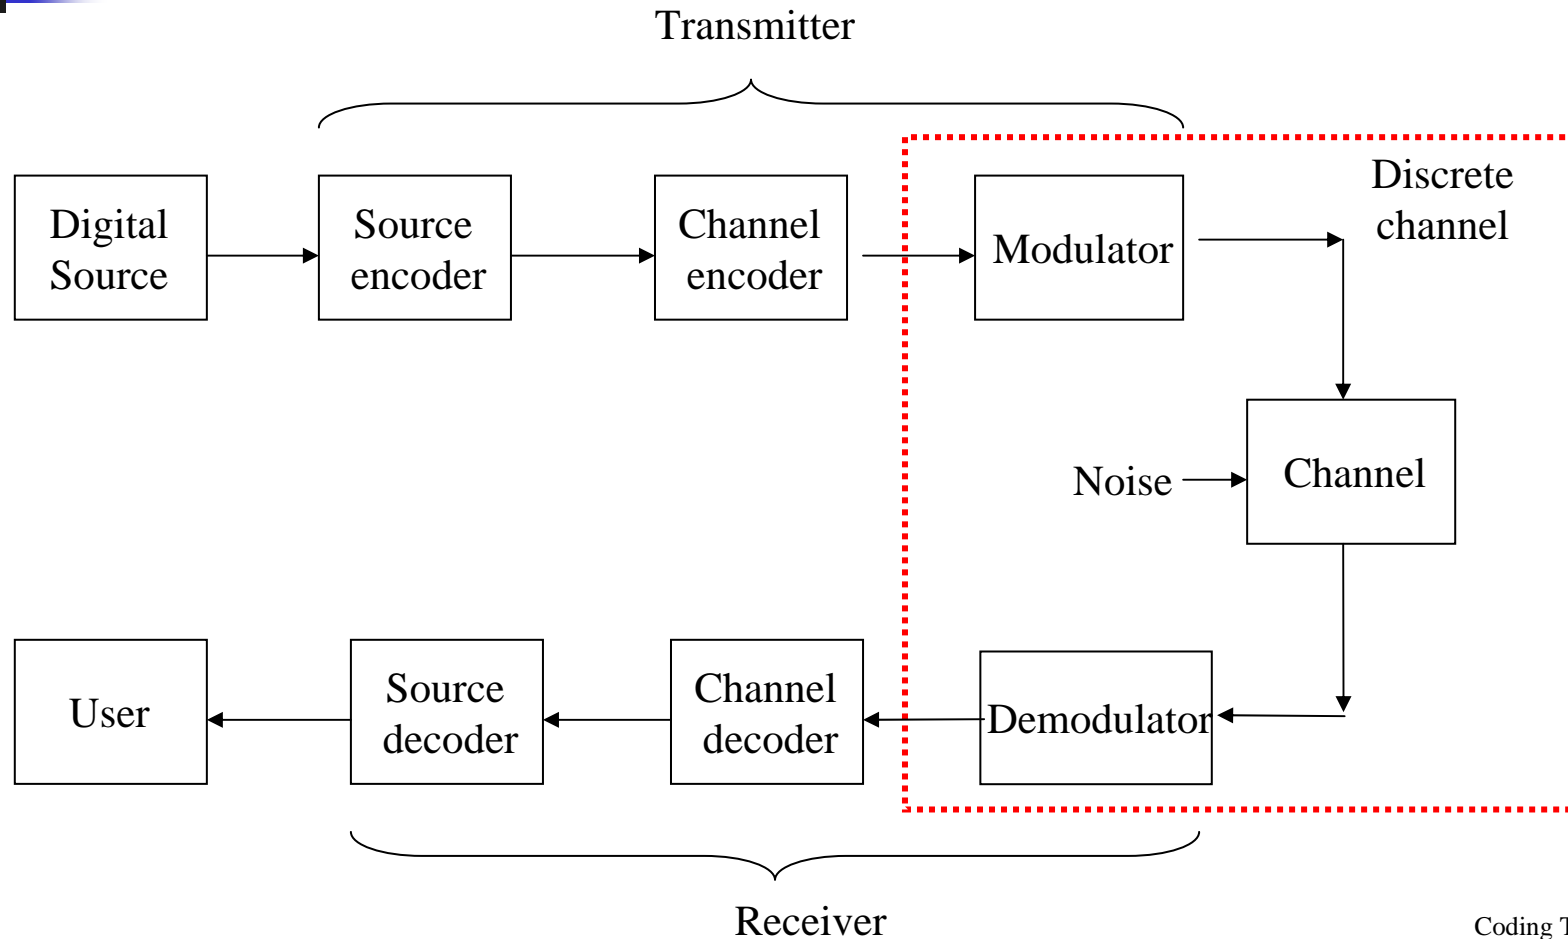 Transmitter
Digital
Source
Source
encoder
Channel
encoder
Modulator
Discrete
channel
Noise
Channel
User
Source
decoder
Channel
decoder
Demodulator
Receiver
Coding T